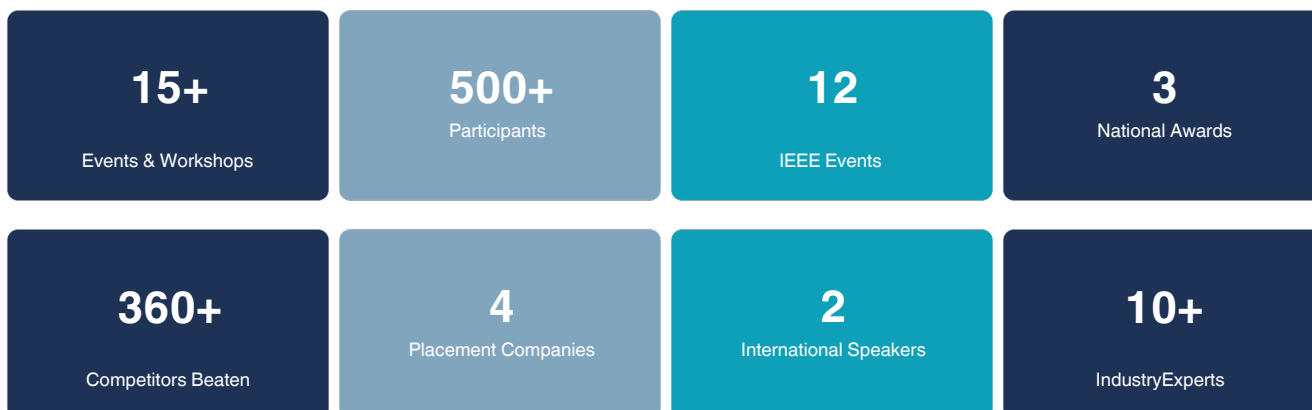 15+
Events & Workshops
500+
Participants
12
IEEE Events
3
National Awards
360+
Competitors Beaten
4
Placement Companies
2
International Speakers
10+
IndustryExperts